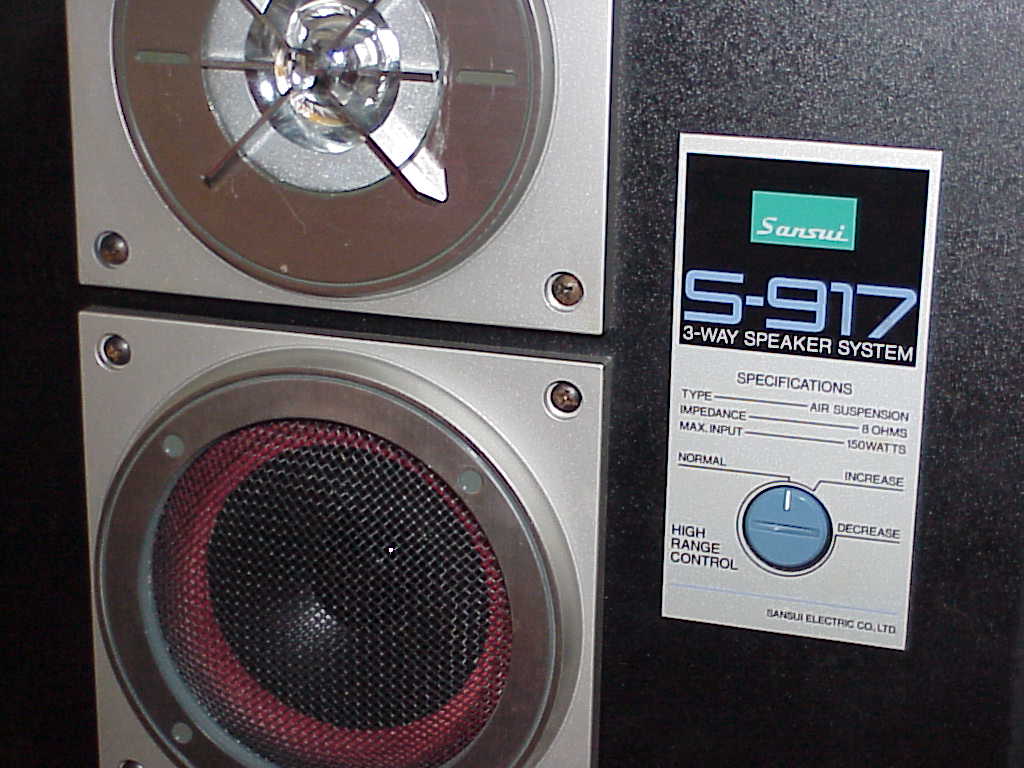 Sansui
S-917
3-WAY SPEAKER SYSTEM
SPECIFICATIONS
TYPE AIR SUSPENSION
IMPEDANCE 8 OHMS
MAX. INPUT 150WATTS
NORMAL
INCREASE
DECREASE
HIGH
RANGE
CONTROL
SANSUI ELECTRIC CO., LTD.